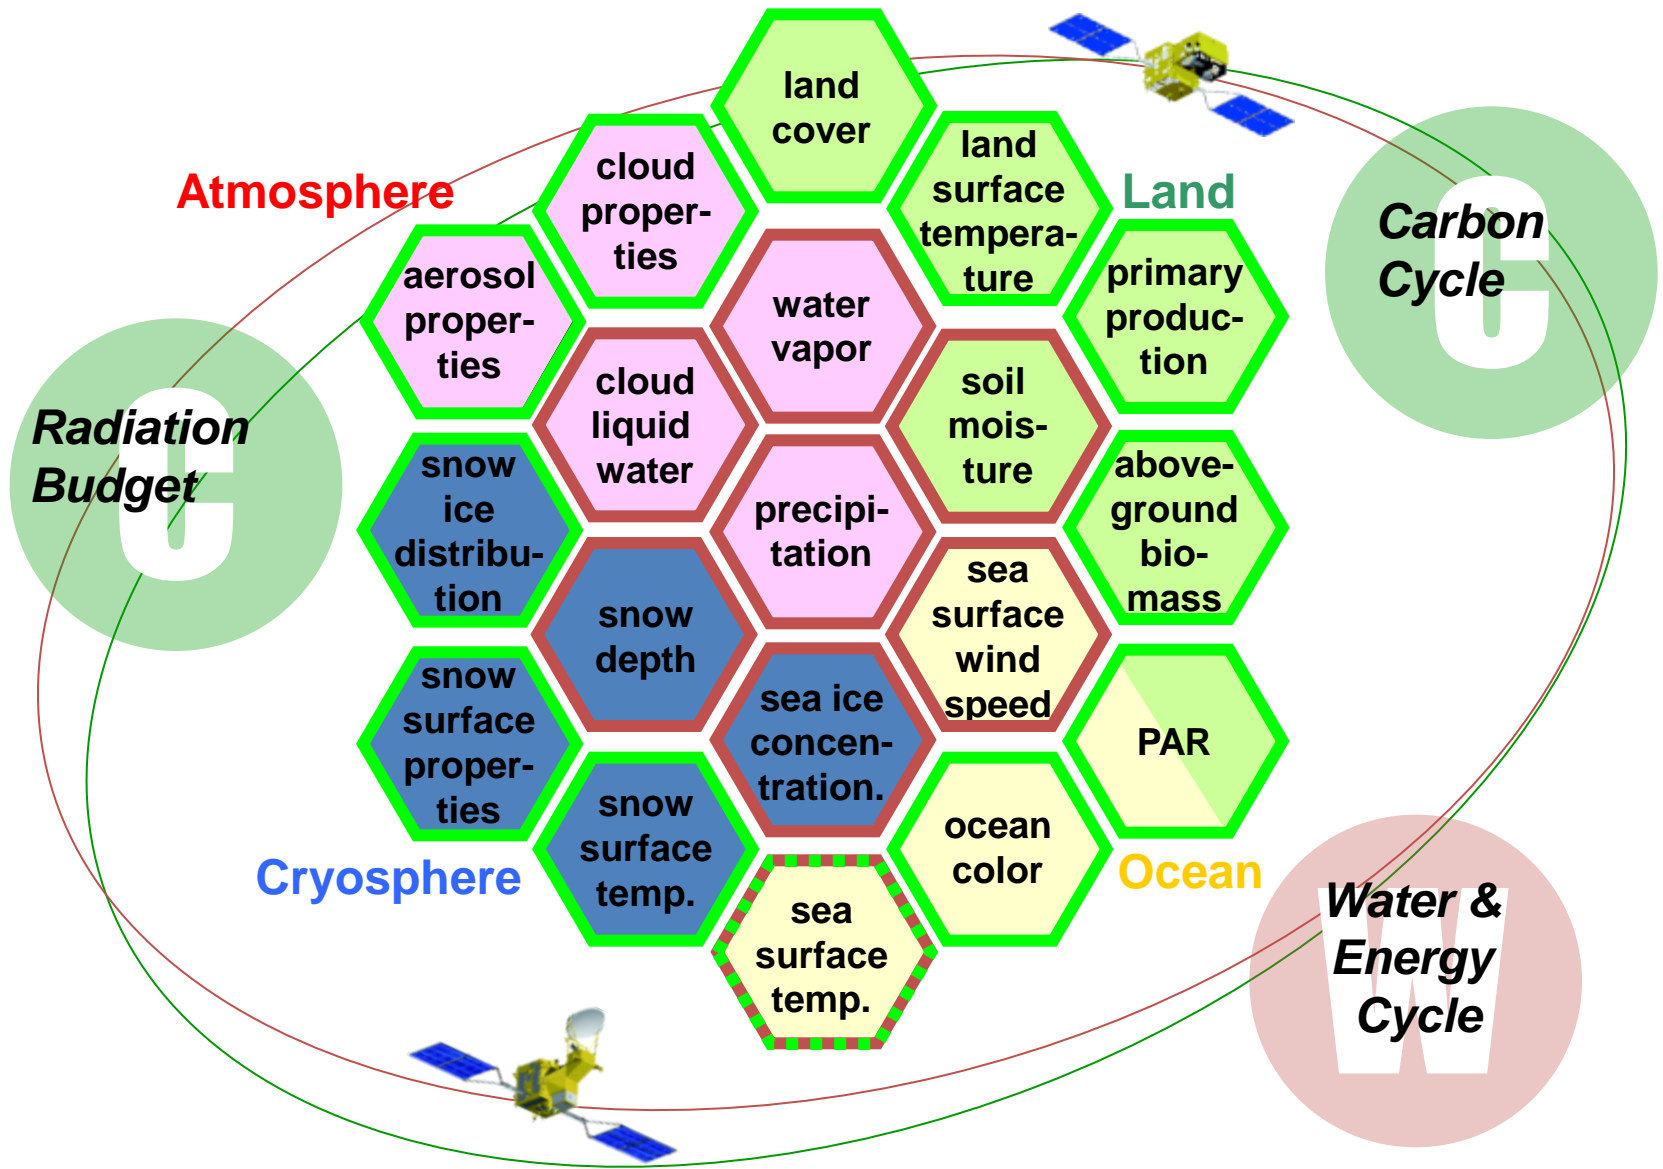 land
cover
cloud
proper-
ties
land
surface
tempera-
ture
Atmosphere
Land
aerosol
proper-
ties
water
vapor
primary
produc-
tion
C
Carbon
Cycle
cloud
liquid
water
soil
mois-
ture
C
Radiation
Budget
snow
ice
distribu-
tion
precipi-
tation
above-
ground
bio-
mass
snow
depth
sea
surface
wind
speed
snow
surface
proper-
ties
sea ice
concen-
tration.
PAR
snow
surface
temp.
ocean
color
Cryosphere
Ocean
sea
surface
temp.
W
Water &
Energy
Cycle